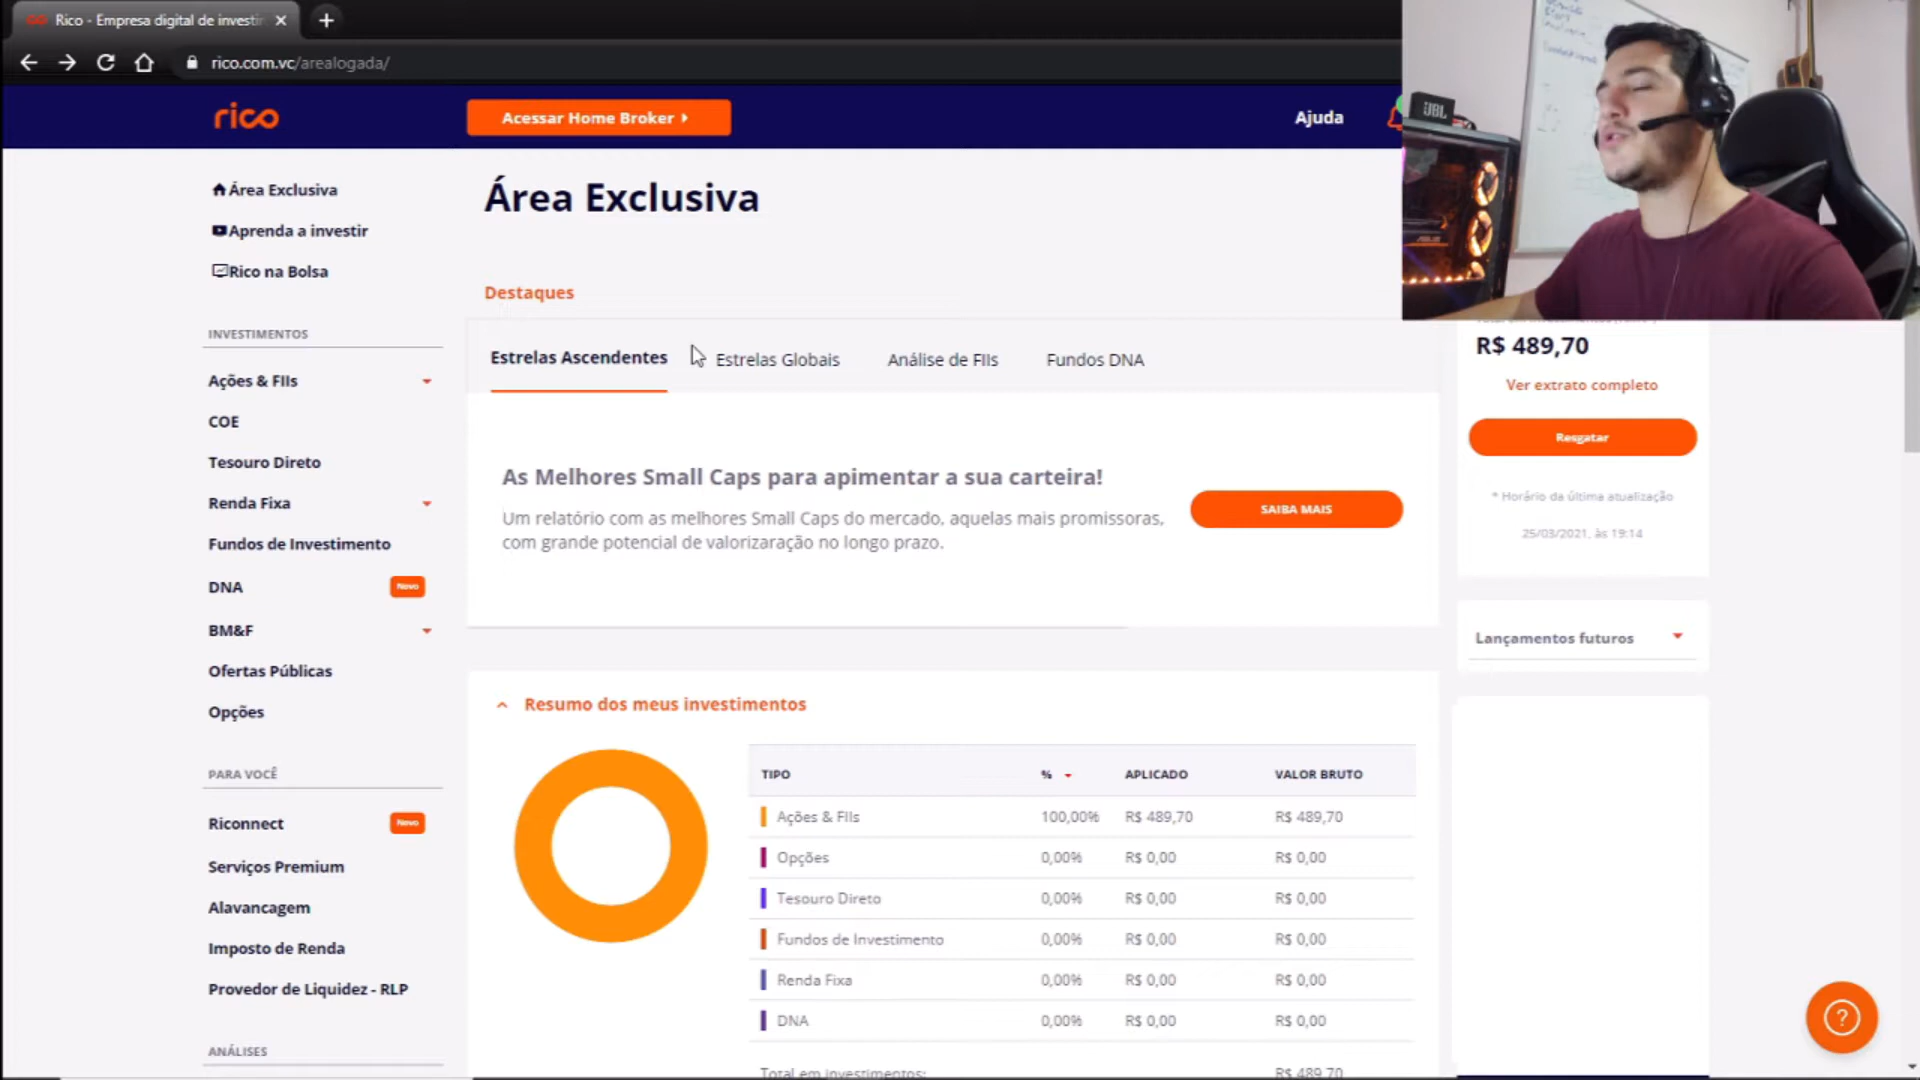 Rico - Empresa digital de investi
rico.com.vc/arealogada/
rico
Acessar Home Broker
Ajuda
JBL
Área Exclusiva
Aprenda a investir
Rico na Bolsa
INVESTIMENTOS
Ações & FIIs
COE
Tesouro Direto
Renda Fixa
Fundos de Investimento
DNA
Novo
BM&F
Ofertas Públicas
Opções
PARA VOCÊ
Riconnect
Novo
Serviços Premium
Alavancagem
Imposto de Renda
Provedor de Liquidez - RLP
ANÁLISES
Área Exclusiva
Destaques
Estrelas Ascendentes
Estrelas Globais
Análise de FIIs
Fundos DNA
As Melhores Small Caps para apimentar a sua carteira!
Um relatório com as melhores Small Caps do mercado, aquelas mais promissoras,
com grande potencial de valorizaração no longo prazo.
SAIBA MAIS
Resumo dos meus investimentos
TIPO % APLICADO VALOR BRUTO
Ações & FIIs 100,00% R$ 489,70 R$ 489,70
Opções 0,00% R$ 0,00 R$ 0,00
Tesouro Direto 0,00% R$ 0,00 R$ 0,00
Fundos de Investimento 0,00% R$ 0,00 R$ 0,00
Renda Fixa 0,00% R$ 0,00 R$ 0,00
DNA 0,00% R$ 0,00 R$ 0,00
Total em investimentos: R$ 489,70
R$ 489,70
Ver extrato completo
Resgatar
* Horário da última atualização
25/03/2021, às 19:14
Lançamentos futuros
?